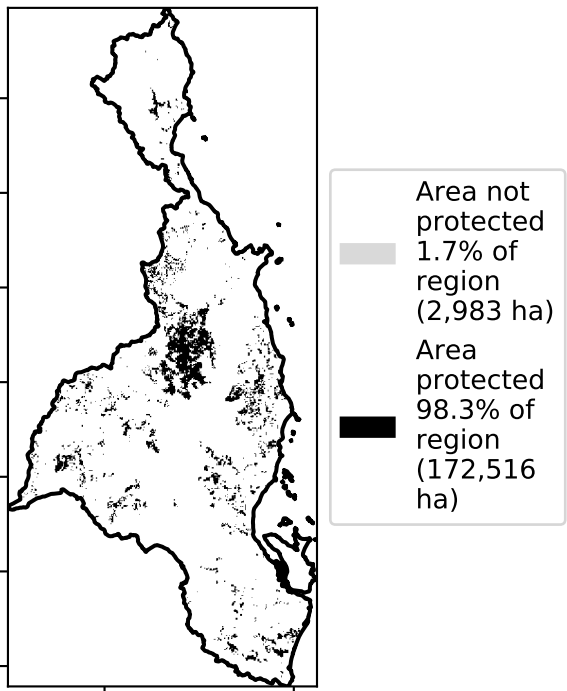 Area not
protected
1.7% of
region
(2,983 ha)
Area
protected
98.3% of
region
(172,516
ha)